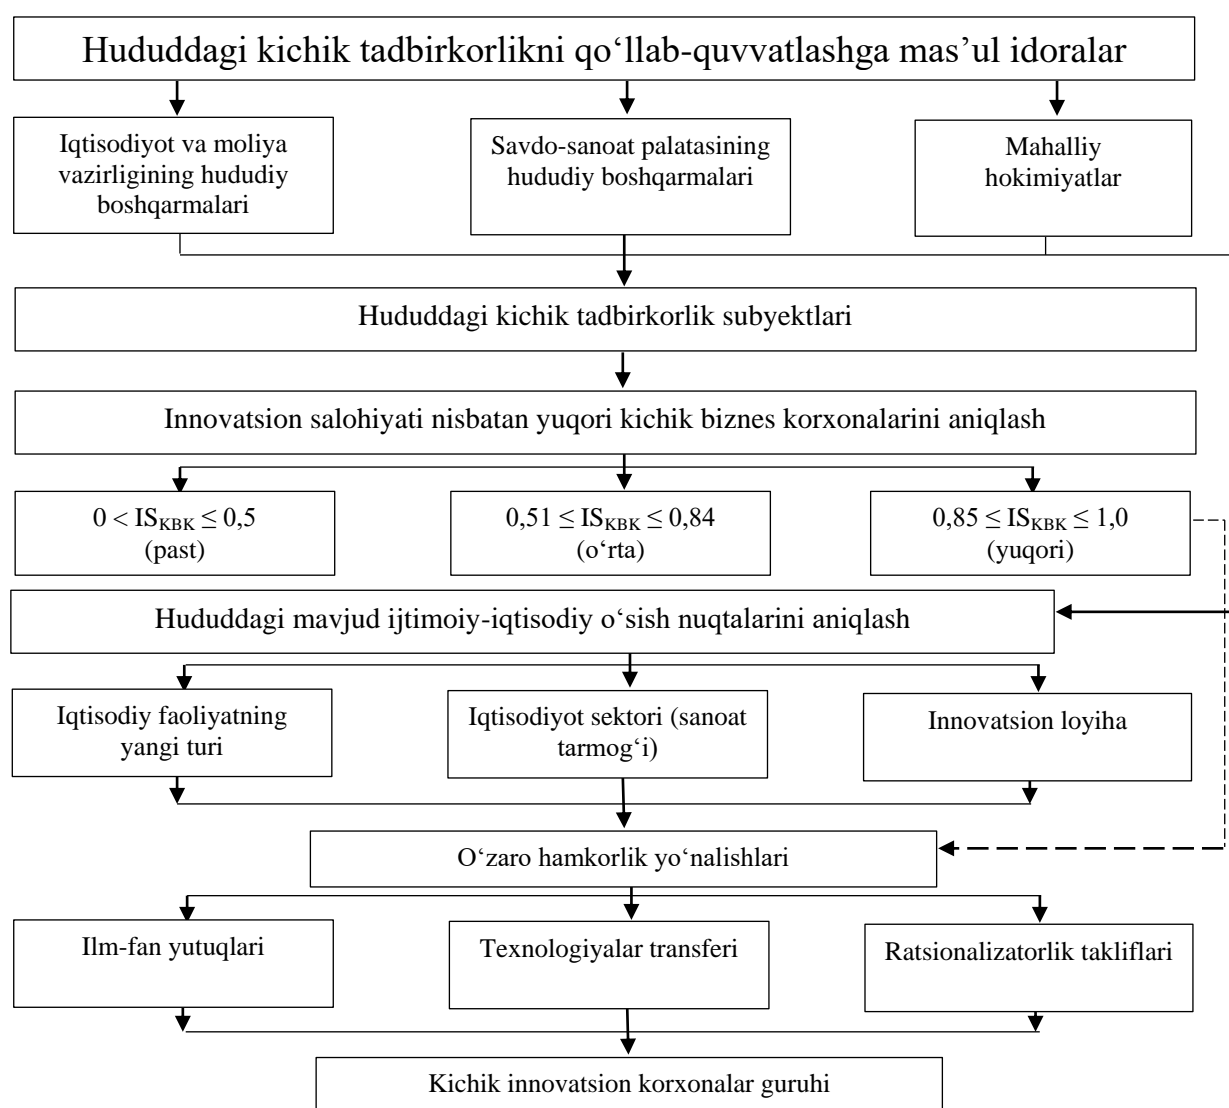 Hududdagi kichik tadbirkorlikni qo‘llab-quvvatlashga mas’ul idoralar
Iqtisodiyot va moliya
vazirligining hududiy
boshqarmalari
Savdo-sanoat palatasining
hududiy boshqarmalari
Mahalliy
hokimiyatlar
Hududdagi kichik tadbirkorlik subyektlari
Innovatsion salohiyati nisbatan yuqori kichik biznes korxonalarini aniqlash
0 < IS_KBK ≤ 0,5
(past)
0,51 ≤ IS_KBK ≤ 0,84
(o‘rta)
0,85 ≤ IS_KBK ≤ 1,0
(yuqori)
Hududdagi mavjud ijtimoiy-iqtisodiy o‘sish nuqtalarini aniqlash
Iqtisodiy faoliyatning
yangi turi
Iqtisodiyot sektori (sanoat
tarmog‘i)
Innovatsion loyiha
O‘zaro hamkorlik yo‘nalishlari
Ilm-fan yutuqlari
Texnologiyalar transferi
Ratsionalizatorlik takliflari
Kichik innovatsion korxonalar guruhi